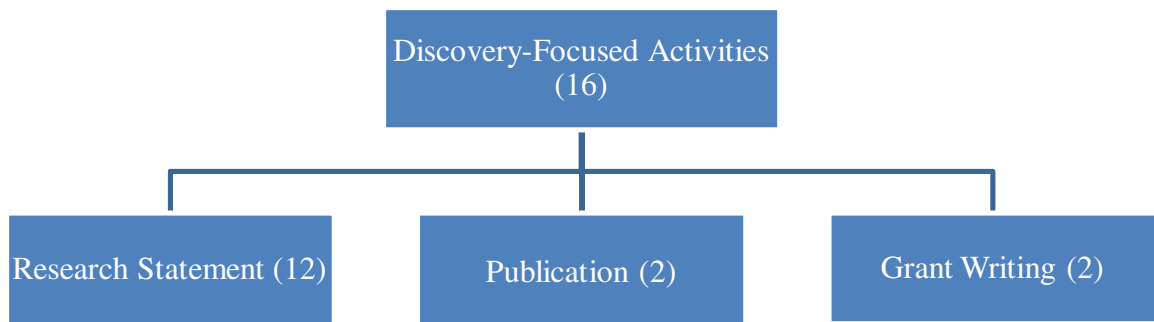 Discovery-Focused Activities
(16)
Research Statement (12)
Publication (2)
Grant Writing (2)